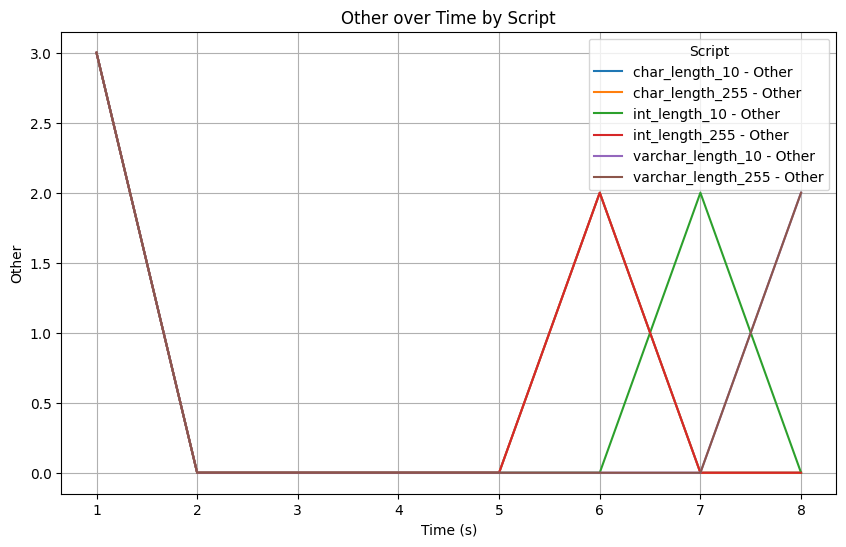 Other over Time by Script
Script
char_length_10 - Other
char_length_255 - Other
int_length_10 - Other
int_length_255 - Other
varchar_length_10 - Other
varchar_length_255 - Other
3.0
2.5
2.0
1.5
1.0
0.5
0.0
Other
1 2 3 4 5 6 7 8
Time (s)